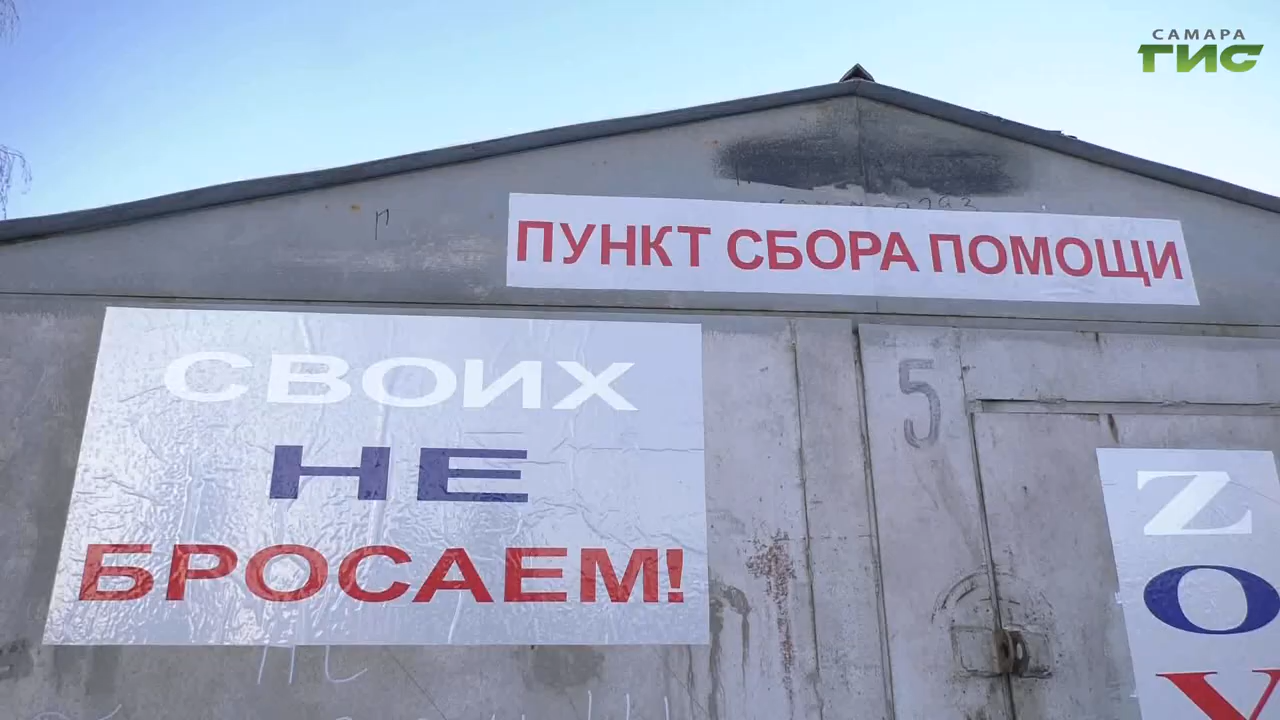 САМАРА
ГИС
ПУНКТ СБОРА ПОМОЩИ
СВОИХ
НЕ
БРОСАЕМ!
5
Z
O
V